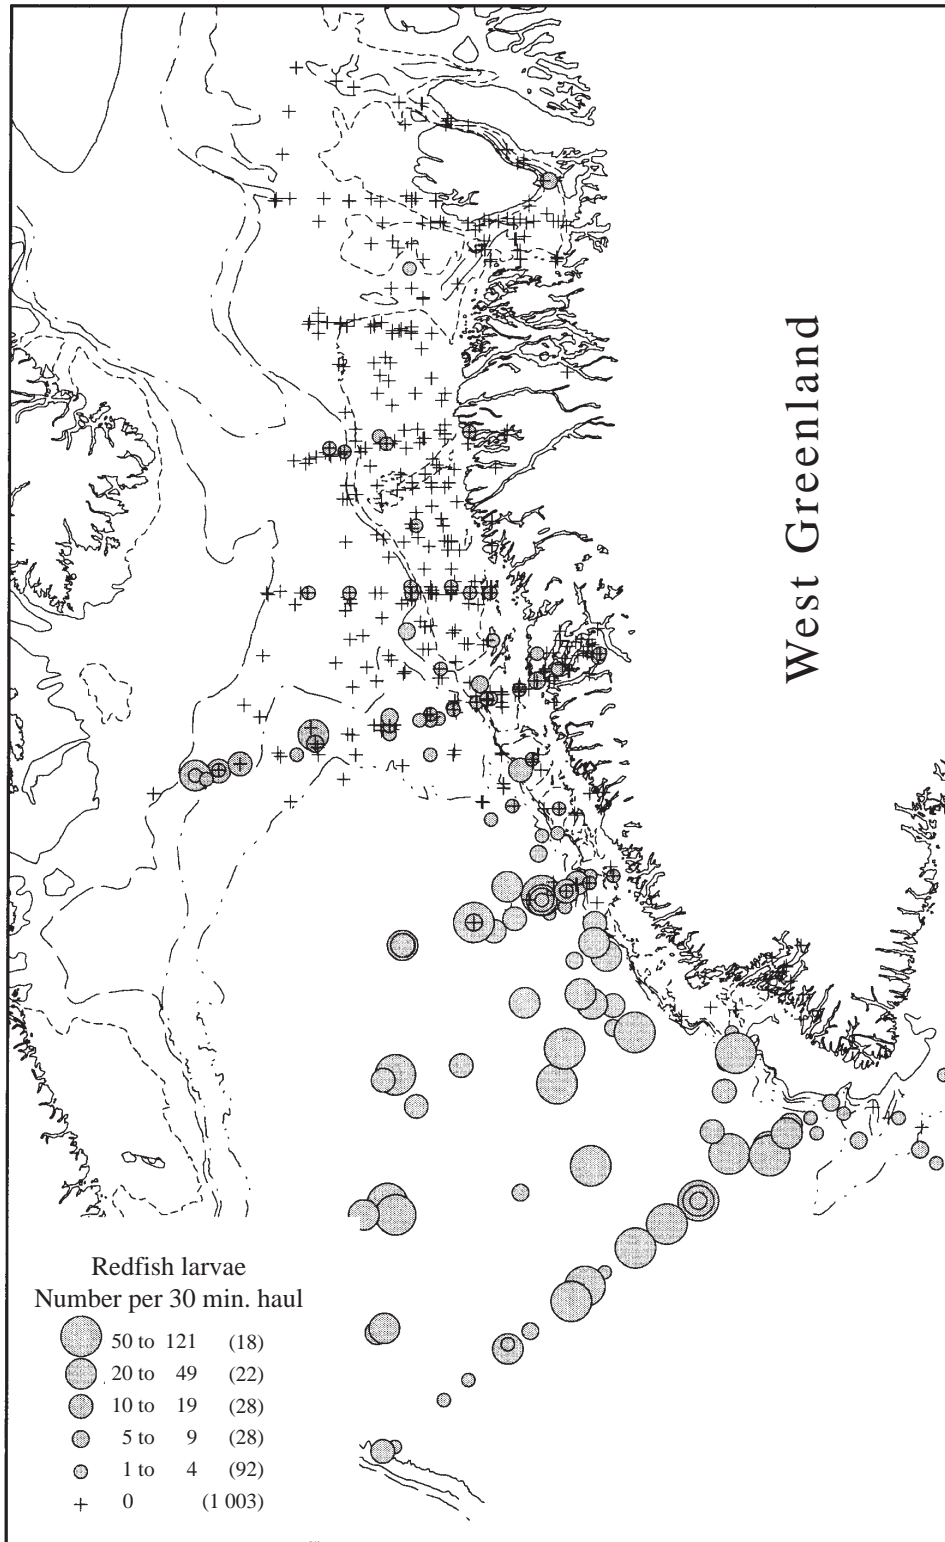 West Greenland
Redfish larvae
Number per 30 min. haul
50 to 121 (18)
20 to 49 (22)
10 to 19 (28)
5 to 9 (28)
1 to 4 (92)
0 (1 003)